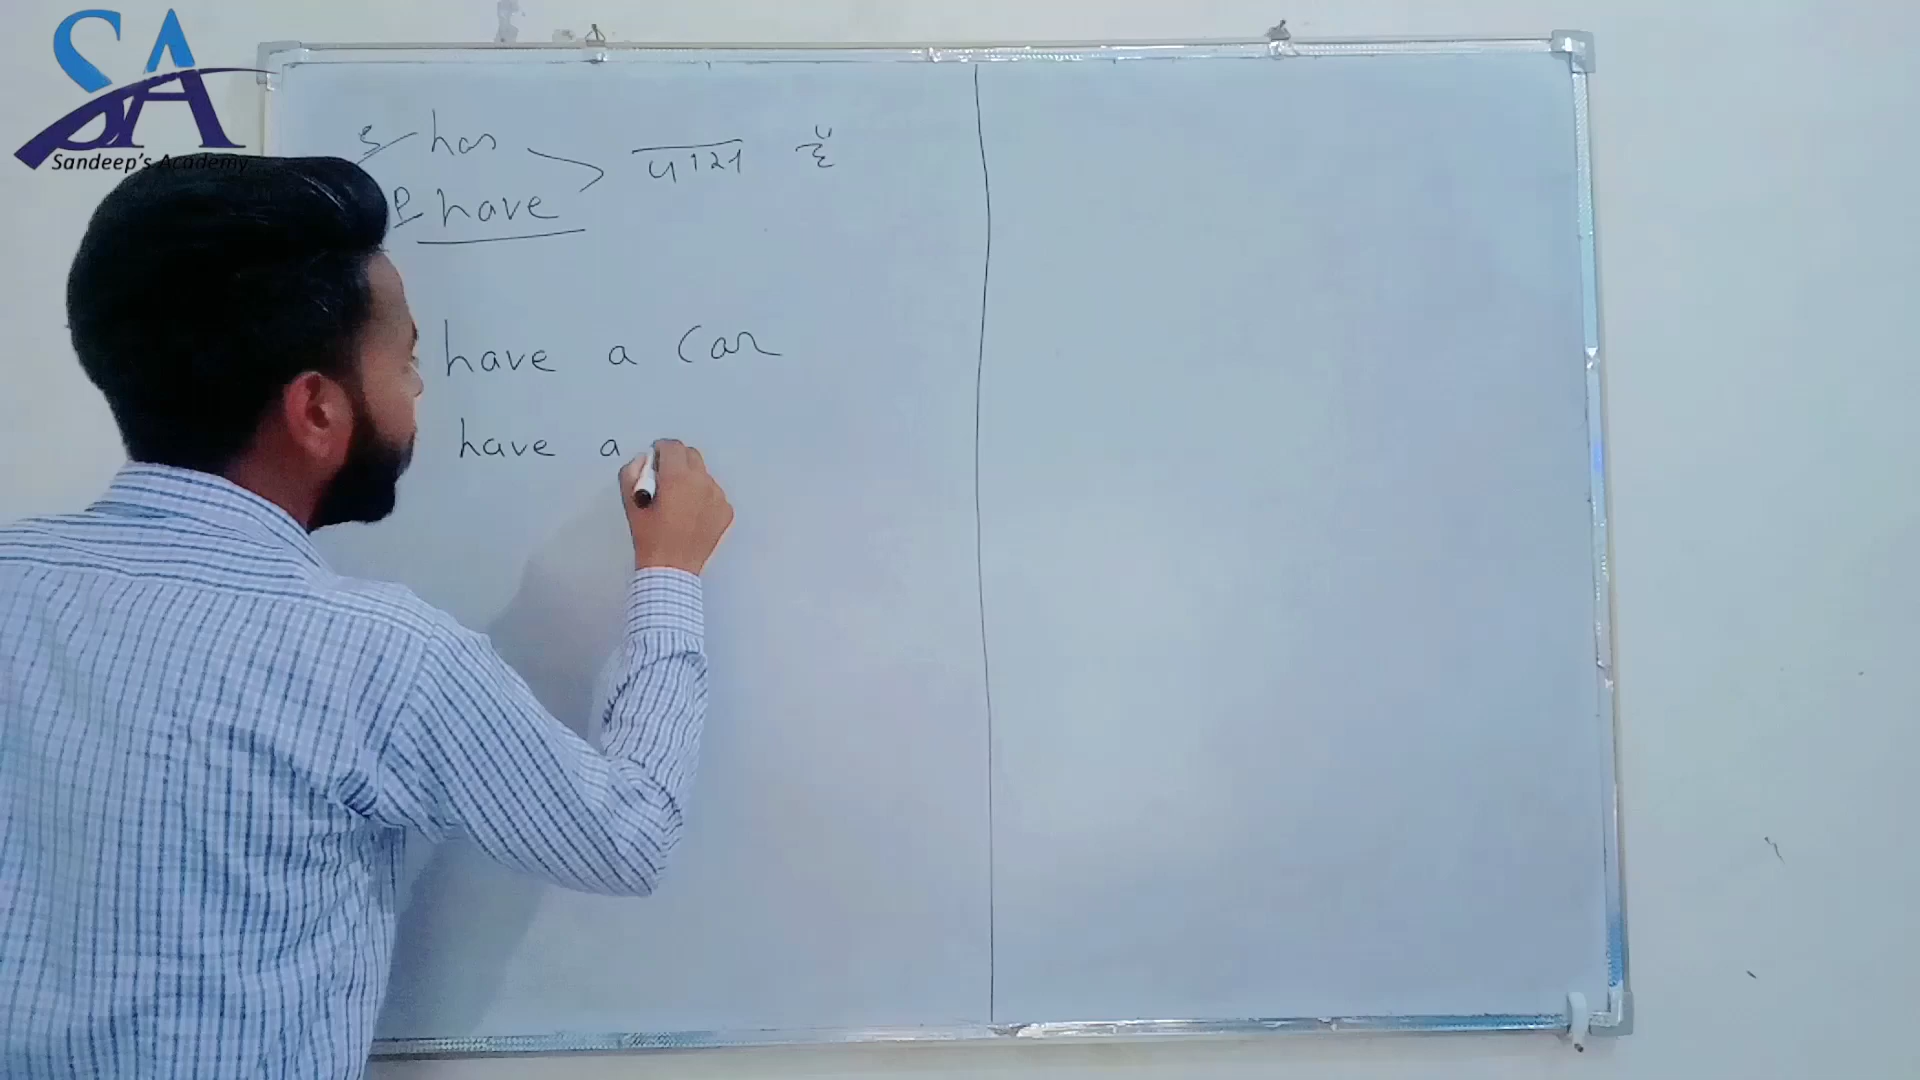 SA
Sandeep's Academy
S has
P have
पास है
have a car
have a